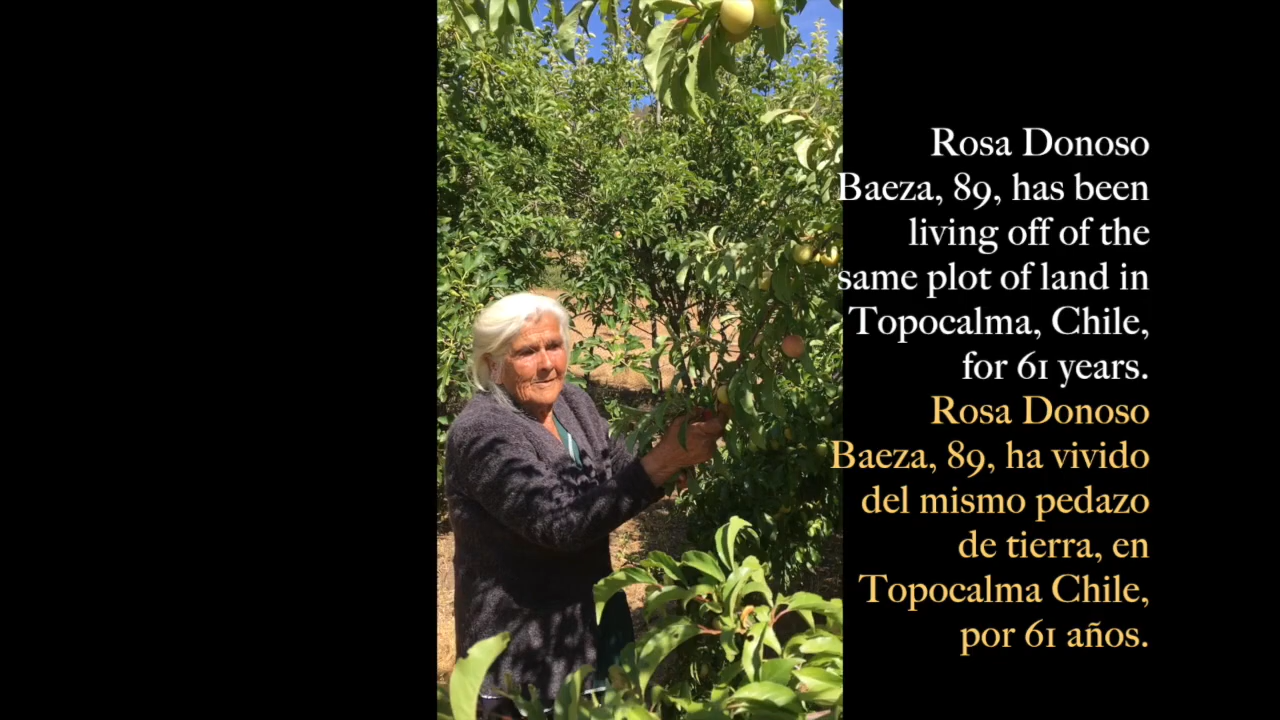 Rosa Donoso
Baeza, 89, has been
living off of the
same plot of land in
Topocalma, Chile,
for 61 years.
Rosa Donoso
Baeza, 89, ha vivido
del mismo pedazo
de tierra, en
Topocalma Chile,
por 61 años.